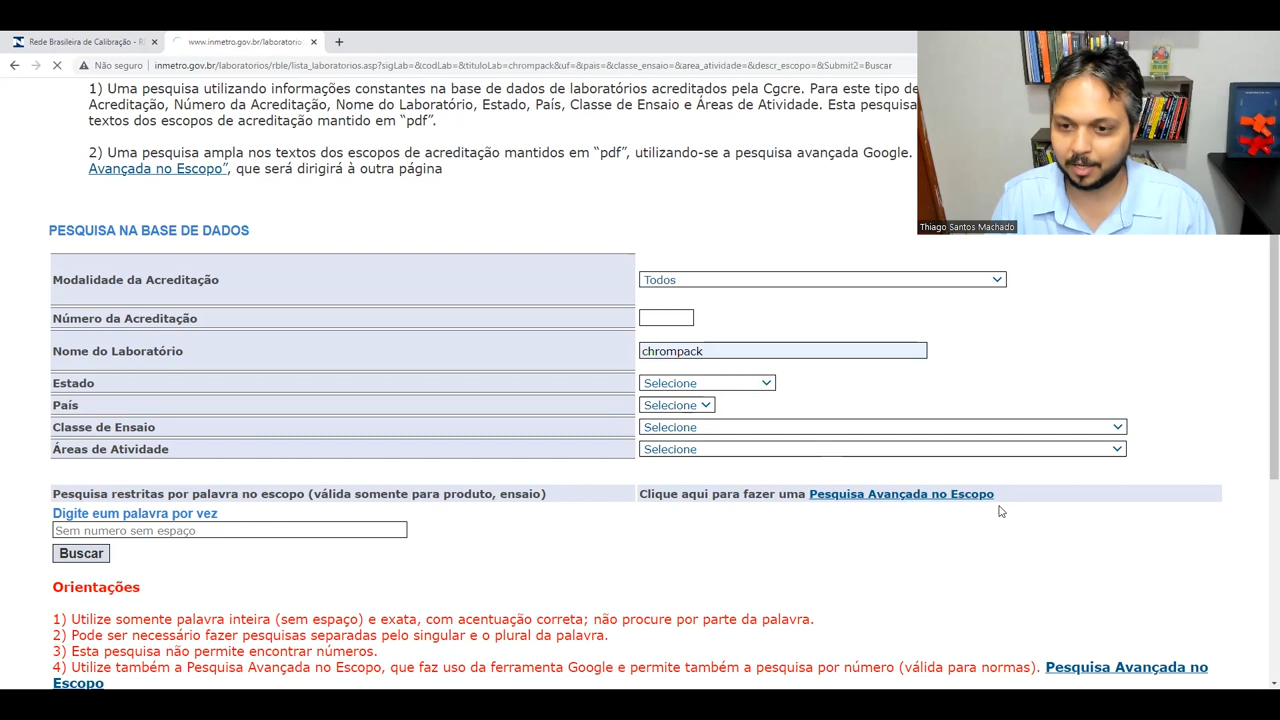 Rede Brasileira de Calibração - R
www.inmetro.gov.br/laboratorio
Não seguro
inmetro.gov.br/laboratorios/rble/lista_laboratorios.asp?sigLab=&codLab=&tituloLab=chrompack&uf=&pais=&classe_ensaio=&area_atividade=&descr_escopo=&Submit2=Buscar
1) Uma pesquisa utilizando informações constantes na base de dados de laboratórios acreditados pela Cgcre. Para este tipo de
Acreditação, Número da Acreditação, Nome do Laboratório, Estado, País, Classe de Ensaio e Áreas de Atividade. Esta pesquisa
textos dos escopos de acreditação mantido em “pdf”.
2) Uma pesquisa ampla nos textos dos escopos de acreditação mantidos em “pdf”, utilizando-se a pesquisa avançada Google.
Avançada no Escopo”, que será dirigirá à outra página
Thiago Santos Machado
PESQUISA NA BASE DE DADOS
Modalidade da Acreditação Todos
Número da Acreditação
Nome do Laboratório chrompack
Estado Selecione
País Selecione
Classe de Ensaio Selecione
Áreas de Atividade Selecione
Pesquisa restritas por palavra no escopo (válida somente para produto, ensaio) Clique aqui para fazer uma Pesquisa Avançada no Escopo
Digite eum palavra por vez
Sem numero sem espaço
Buscar
Orientações
1) Utilize somente palavra inteira (sem espaço) e exata, com acentuação correta; não procure por parte da palavra.
2) Pode ser necessário fazer pesquisas separadas pelo singular e o plural da palavra.
3) Esta pesquisa não permite encontrar números.
4) Utilize também a Pesquisa Avançada no Escopo, que faz uso da ferramenta Google e permite também a pesquisa por número (válida para normas). Pesquisa Avançada no
Escopo